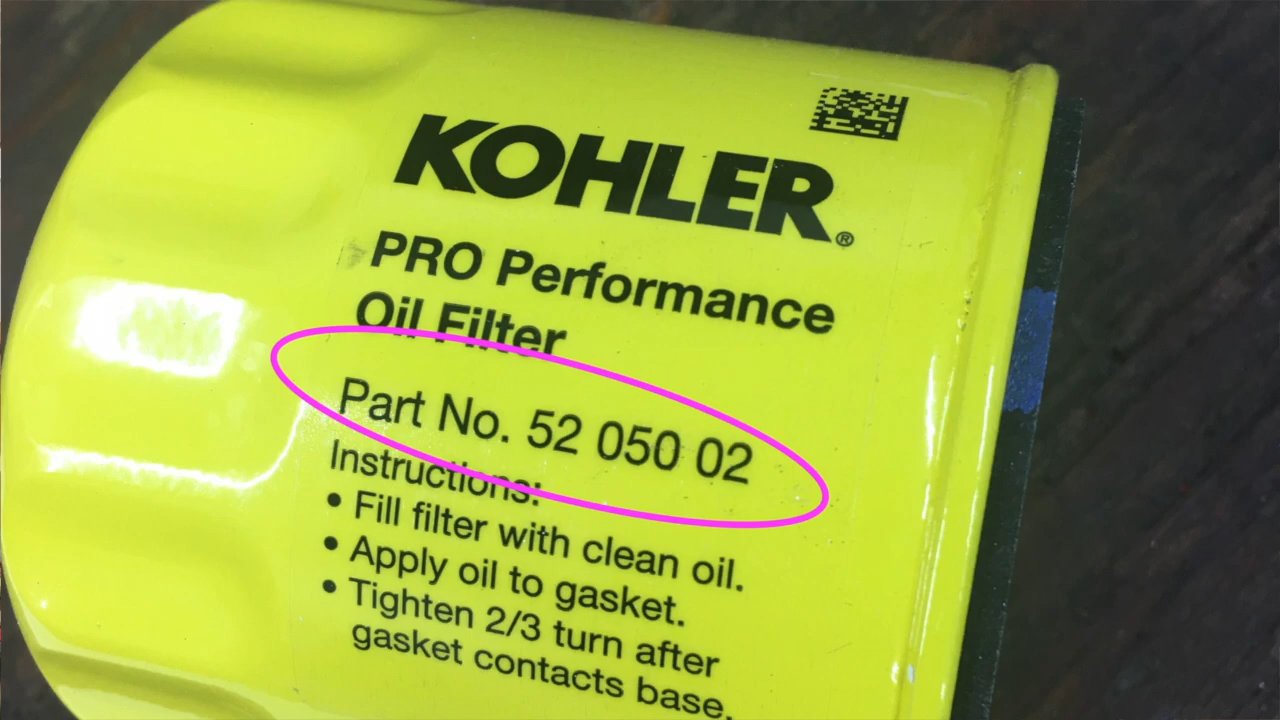 KOHLER®
PRO Performance
Oil Filter
Part No. 52 050 02
Instructions:
• Fill filter with clean oil.
• Apply oil to gasket.
• Tighten 2/3 turn after
gasket contacts base.